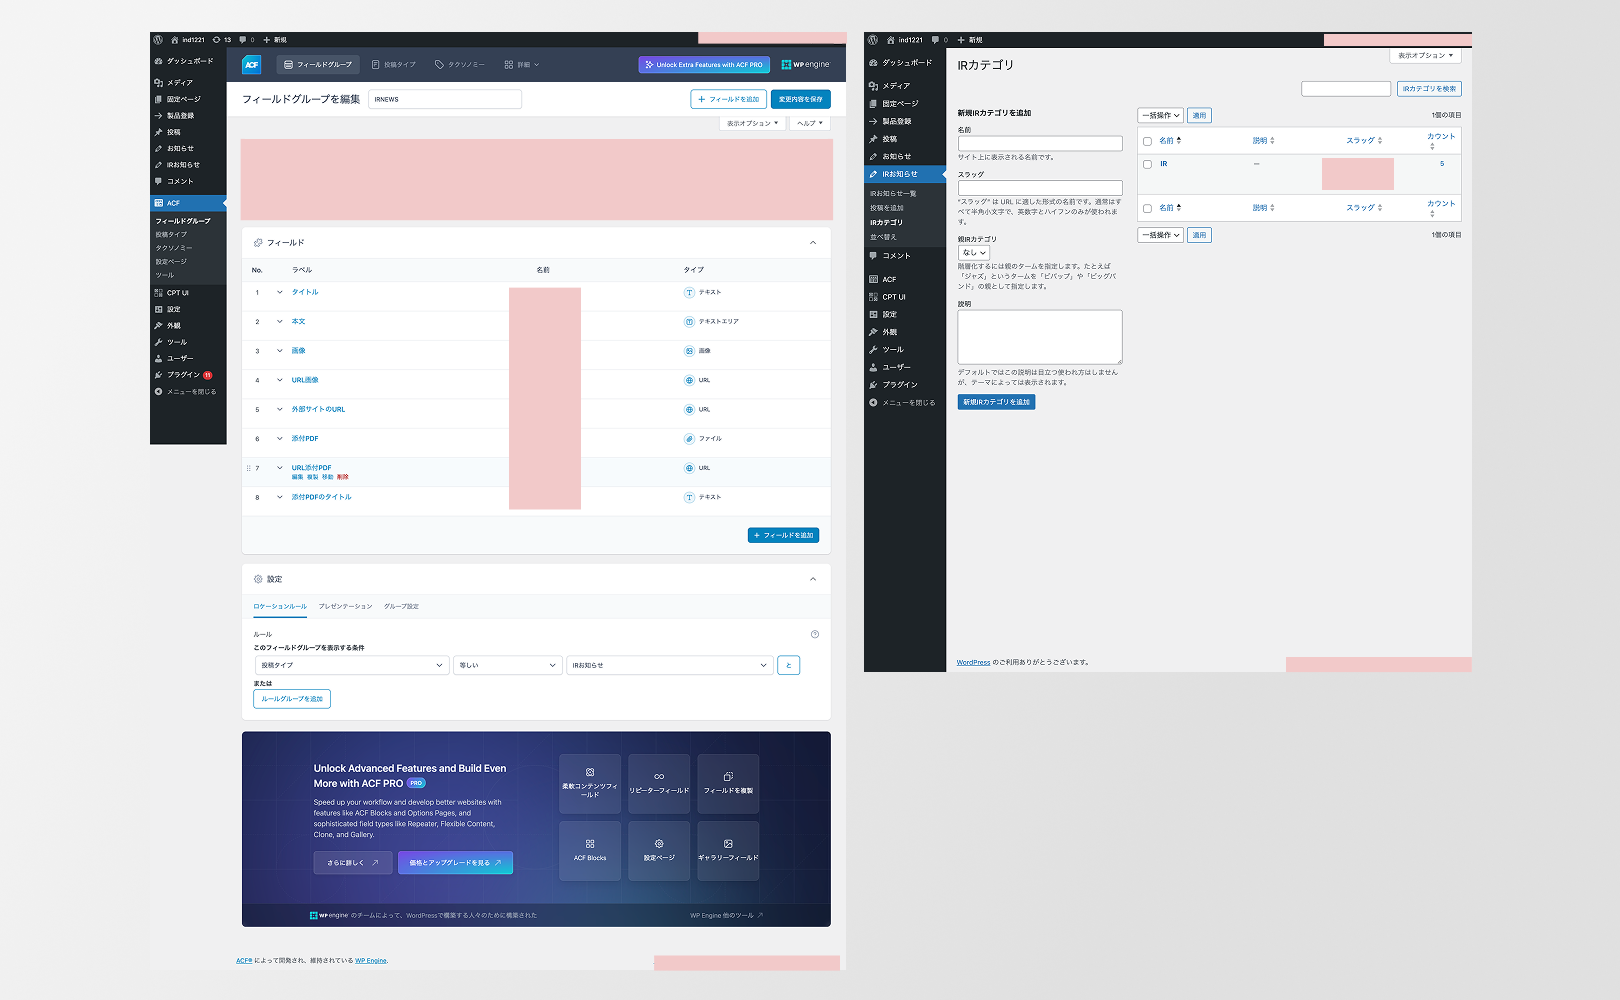 ind1221 13 0 新規
ダッシュボード
メディア
固定ページ
製品登録
投稿
お知らせ
IRお知らせ
コメント
ACF
フィールドグループ
投稿タイプ
タクソノミー
設定ページ
ツール
CPT UI
設定
外観
ツール
ユーザー
プラグイン 11
メニューを閉じる
ACF フィールドグループ 投稿タイプ タクソノミー 詳細 Unlock Extra Features with ACF PRO WP engine
フィールドグループを編集 IRNEWS + フィールドを追加 変更内容を保存
表示オプション ▼ ヘルプ ▼
フィールド
No. ラベル 名前 タイプ
1 タイトル テキスト
2 本文 テキストエリア
3 画像 画像
4 URL画像 URL
5 外部サイトのURL URL
6 添付PDF ファイル
7 URL添付PDF URL
編集 複製 移動 削除
8 添付PDFのタイトル テキスト
+ フィールドを追加
設定
ロケーションルール プレゼンテーション グループ設定
ルール
このフィールドグループを表示する条件
投稿タイプ 等しい IRお知らせ と
または
ルールグループを追加
Unlock Advanced Features and Build Even
More with ACF PRO PRO
Speed up your workflow and develop better websites with
features like ACF Blocks and Options Pages, and
sophisticated field types like Repeater, Flexible Content,
Clone, and Gallery.
さらに詳しく 価格とアップグレードを見る
柔軟コンテンツフィ
ールド
リピーターフィールド
フィールドを複製
ACF Blocks
設定ページ
ギャラリーフィールド
WP engine のチームによって、WordPressで構築する人々のために構築された WP Engine 他のツール
ACF® によって開発され、維持されている WP Engine.
ind1221 0 新規
ダッシュボード
メディア
固定ページ
製品登録
投稿
お知らせ
IRお知らせ
IRお知らせ一覧
投稿を追加
IRカテゴリ
並べ替え
コメント
ACF
CPT UI
設定
外観
ツール
ユーザー
プラグイン
メニューを閉じる
IRカテゴリ
表示オプション ▼
IRカテゴリを検索
新規IRカテゴリを追加
名前
サイト上に表示される名前です。
スラッグ
"スラッグ" は URL に適した形式の名前です。通常はす
べて半角小文字で、英数字とハイフンのみが使われま
す。
親IRカテゴリ
なし
階層化するには親のタームを指定します。たとえば
「ジャズ」というタームを「ビバップ」や「ビッグバ
ンド」の親として指定します。
説明
デフォルトではこの説明は目立つ使われ方はしません
が、テーマによっては表示されます。
新規IRカテゴリを追加
一括操作 適用 1個の項目
名前 説明 スラッグ カウント
IR — 5
名前 説明 スラッグ カウント
一括操作 適用 1個の項目
WordPress のご利用ありがとうございます。